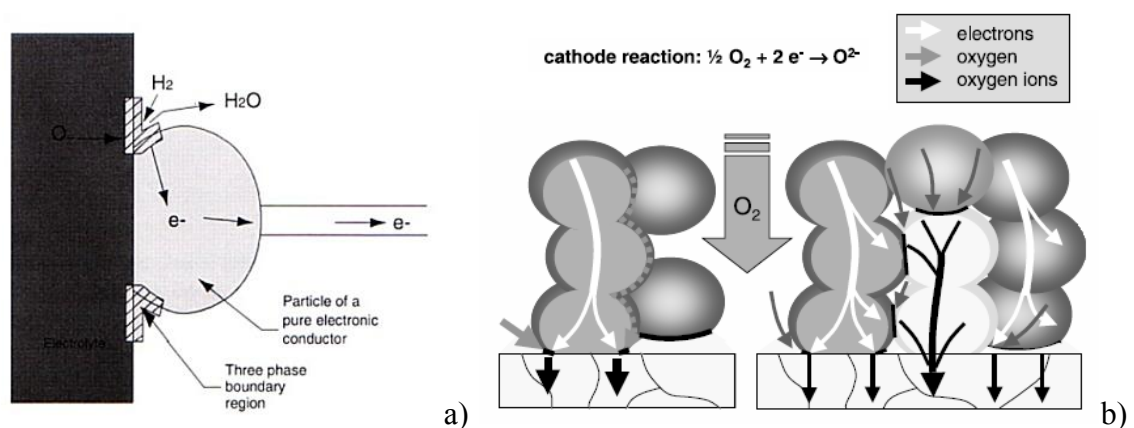 H2
H2O
O
e-
e-
Particle of a
pure electronic
conductor
Electrolyte
Three phase
boundary
region
a)
cathode reaction: ½ O₂ + 2 e⁻ → O²⁻
electrons
oxygen
oxygen ions
O₂
b)